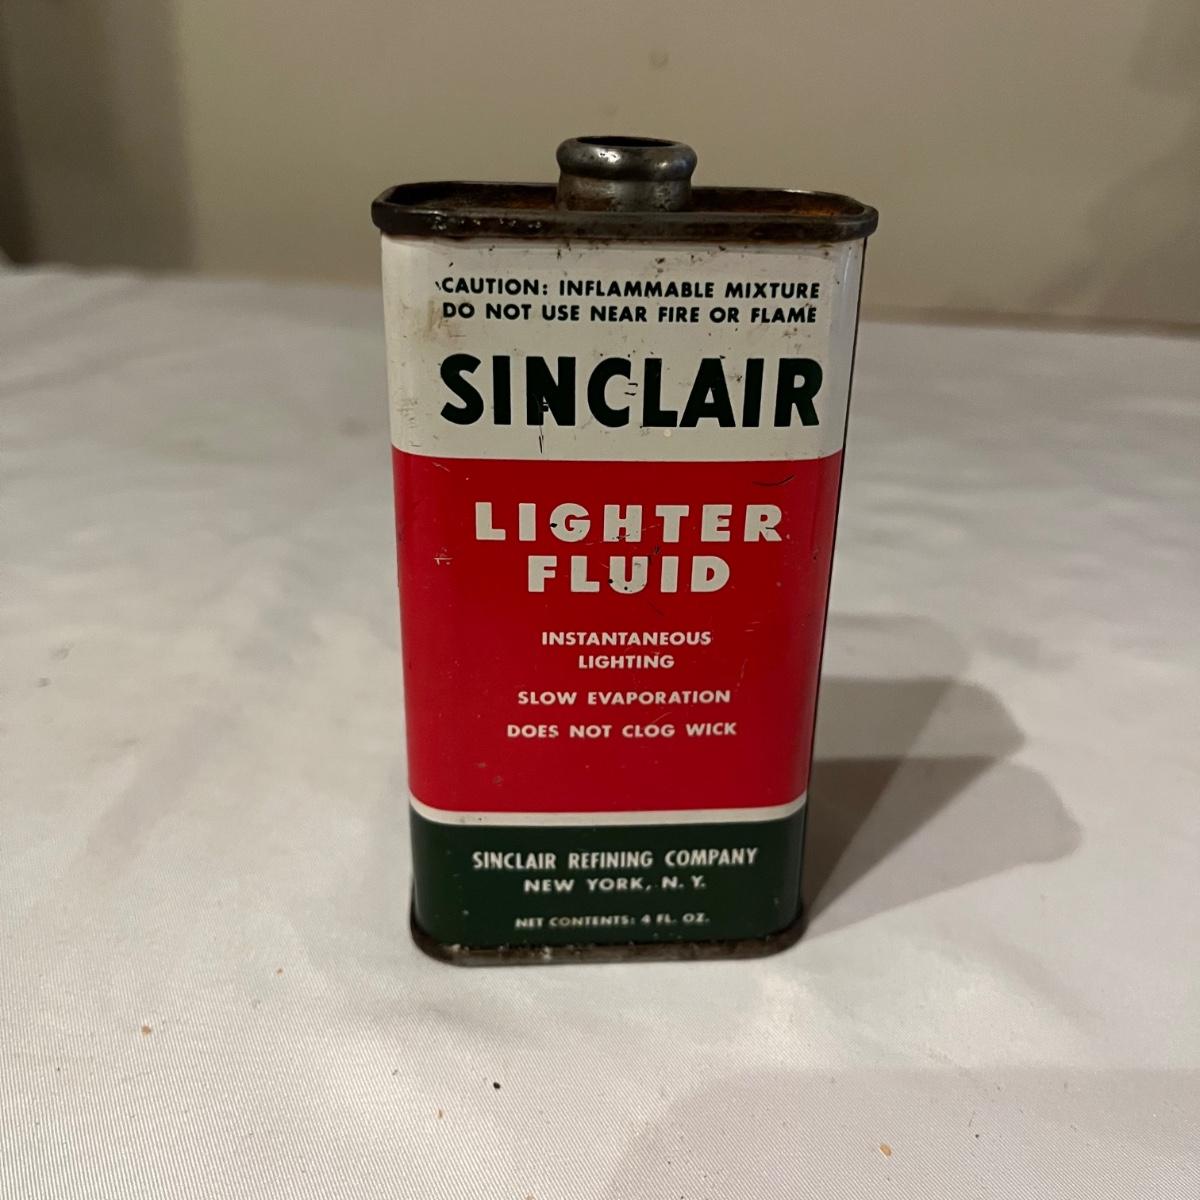 CAUTION: INFLAMMABLE MIXTURE
DO NOT USE NEAR FIRE OR FLAME
SINCLAIR
LIGHTER
FLUID
INSTANTANEOUS
LIGHTING
SLOW EVAPORATION
DOES NOT CLOG WICK
SINCLAIR REFINING COMPANY
NEW YORK, N. Y.
NET CONTENTS: 4 FL. OZ.